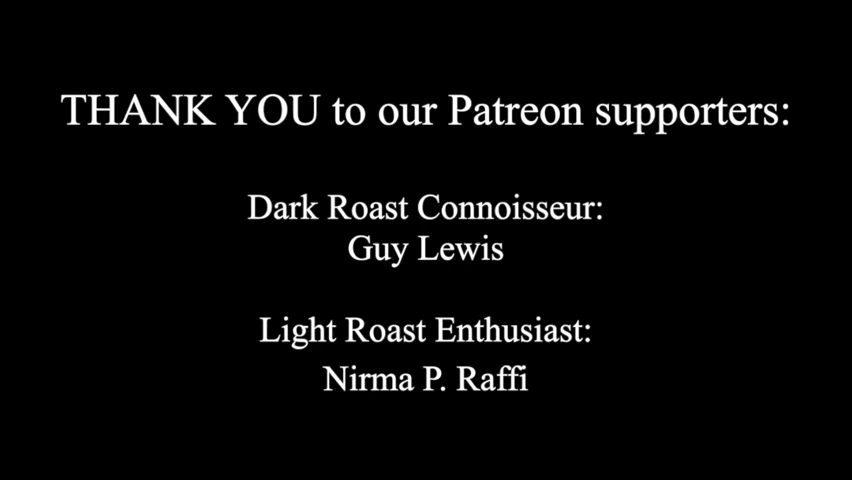 THANK YOU to our Patreon supporters:
Dark Roast Connoisseur:
Guy Lewis
Light Roast Enthusiast:
Nirma P. Raffi